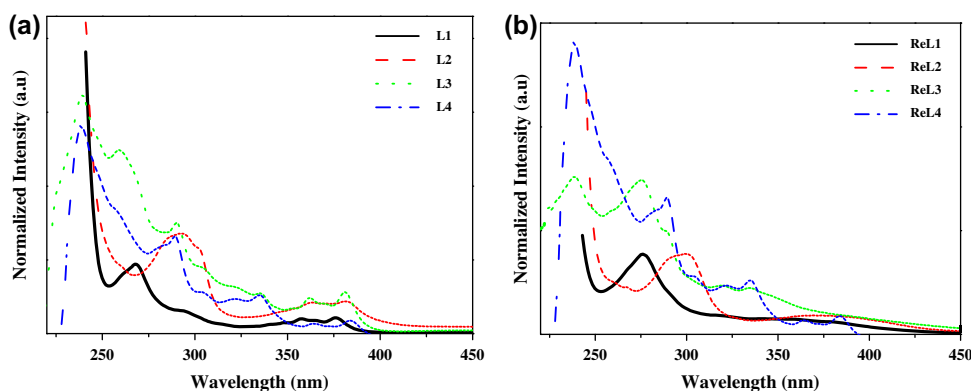 (a)
L1
L2
L3
L4
Normalized Intensity (a.u)
250 300 350 400 450
Wavelength (nm)
(b)
ReL1
ReL2
ReL3
ReL4
Normalized Intensity (a.u)
250 300 350 400 450
Wavelength (nm)